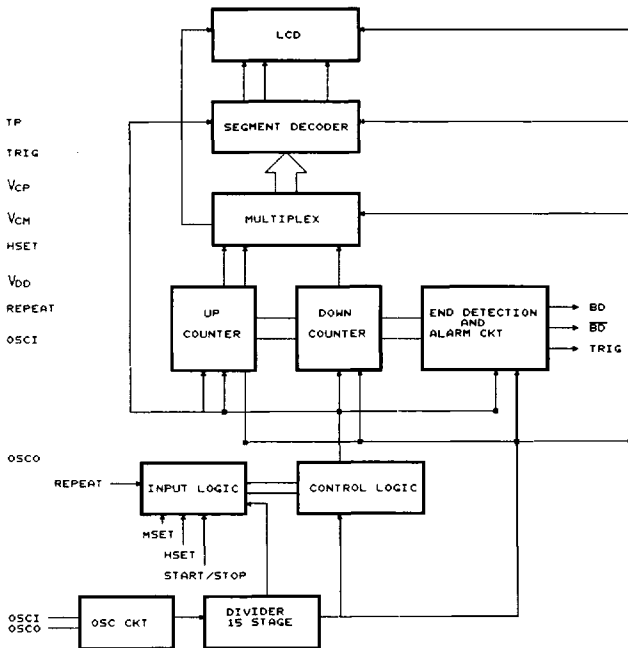 LCD
TP
SEGMENT DECODER
TRIG
VCP
VCM
MULTIPLEX
HSET
VDD
REPEAT
OSCI
UP
COUNTER
DOWN
COUNTER
END DETECTION
AND
ALARM CKT
BD
B̅D̅
TRIG
OSCO
REPEAT
INPUT LOGIC
CONTROL LOGIC
MSET
HSET
START/STOP
OSCI
OSCO
OSC CKT
DIVIDER
15 STAGE